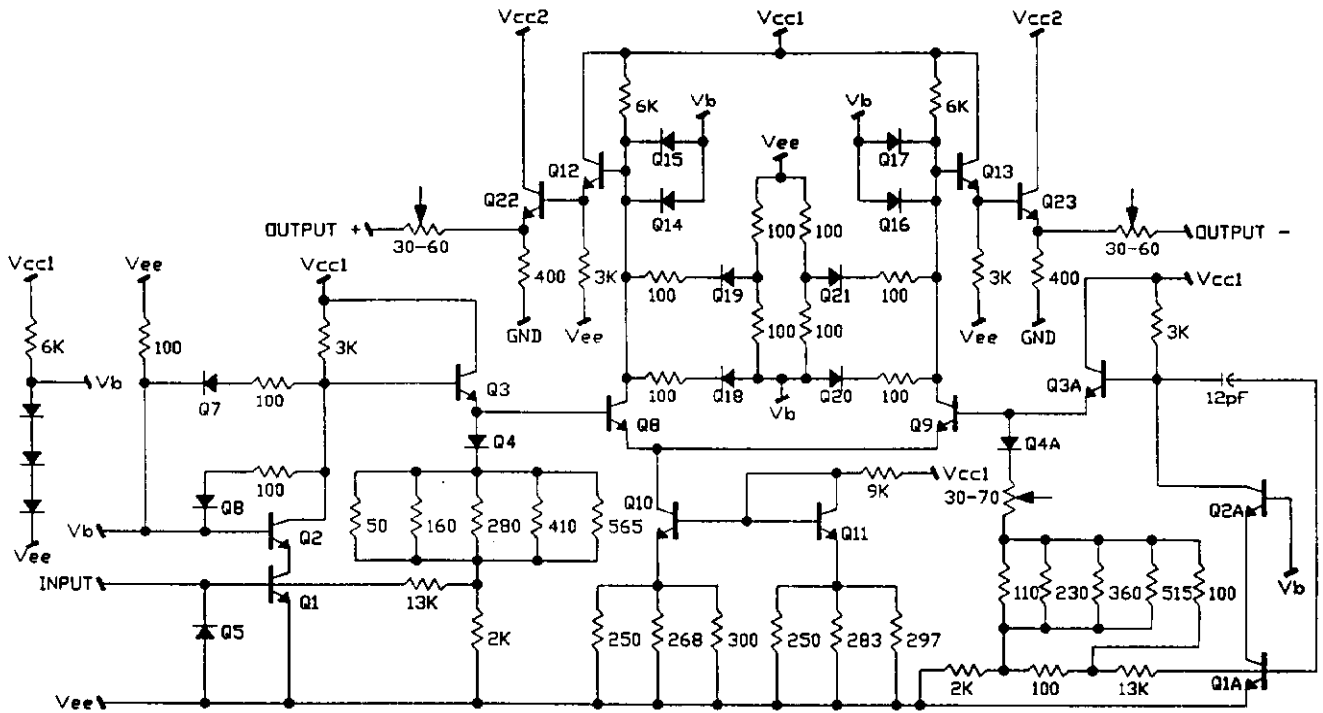 Vcc2 Vcc1 Vcc2
6K Vb Vb 6K
Q15 Vee Q17
Q12 Q13
Q22 Q14 Q16 Q23
OUTPUT + 30-60 100 100 30-60 OUTPUT -
Vcc1 Vee Vcc1 400 3K 100 Q19 Q21 100 3K 400 Vcc1
6K 100 3K GND Vee 100 100 Vee GND 3K
Vb Q7 100 Q3 100 Q18 Vb Q20 100 Q3A 12pF
Q8 Q9
Q4 Q4A
100 Vcc1
Q8 9K 30-70
Vb Q2 50 160 280 410 565 Q10 Q11 Q2A
Vee
INPUT Q1 13K 110 230 360 515 100 Vb
Q5 2K 250 268 300 250 283 297
2K 100 13K Q1A
Vee